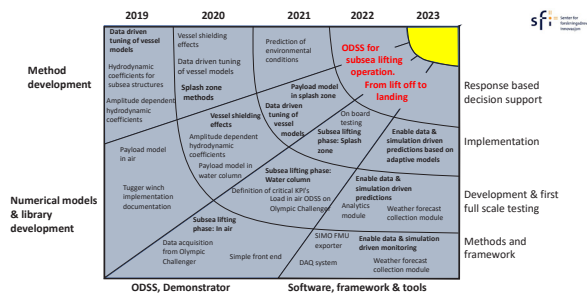 2019
2020
2021
2022
2023
sfi
Senter for
forskningsdrevet
innovasjon
Method
development
Numerical models
& library
development
Data driven
tuning of vessel
models
Hydrodynamic
coefficients for
subsea structures
Amplitude dependent
hydrodynamic
coefficients
Vessel shielding
effects
Data driven tuning
of vessel models
Splash zone
methods
Prediction of
environmental
conditions
ODSS for
subsea lifting
operation.
From lift off to
landing
Payload model
in splash zone
Data driven
tuning of
vessel
models
Vessel shielding
effects
Amplitude dependent
hydrodynamic
coefficients
Payload model in
water column
Payload model
in air
Tugger winch
implementation
documentation
On board
testing
Subsea lifting
phase: Splash
zone
Enable data &
simulation driven
predictions based on
adaptive models
Subsea lifting phase:
Water column
Definition of critical KPI's
Load in air ODSS on
Olympic Challenger
Enable data &
simulation driven
predictions
Analytics
module
Weather forecast
collection module
Subsea lifting
phase: In air
Data acquisition
from Olympic
Challenger
Simple front end
SIMO FMU
exporter
DAQ system
Enable data & simulation
driven monitoring
Weather forecast
collection module
Response based
decision support
Implementation
Development & first
full scale testing
Methods and
framework
ODSS, Demonstrator
Software, framework & tools